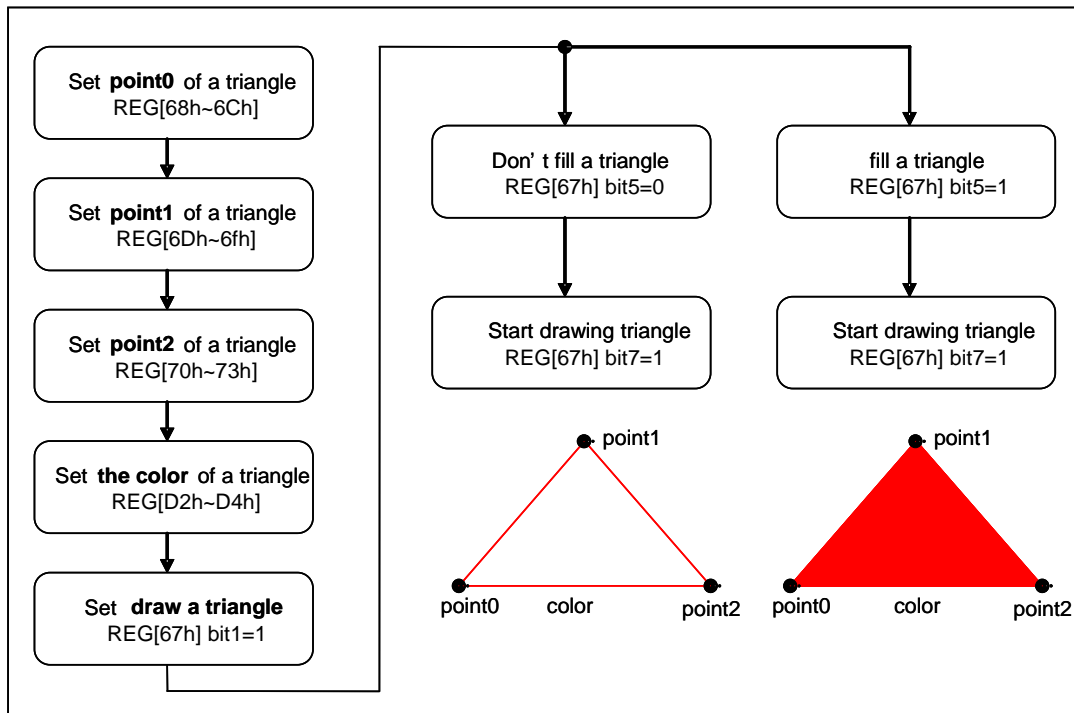 Set point0 of a triangle
REG[68h~6Ch]
Set point1 of a triangle
REG[6Dh~6fh]
Set point2 of a triangle
REG[70h~73h]
Set the color of a triangle
REG[D2h~D4h]
Set draw a triangle
REG[67h] bit1=1
Don' t fill a triangle
REG[67h] bit5=0
Start drawing triangle
REG[67h] bit7=1
point1
point0
color
point2
fill a triangle
REG[67h] bit5=1
Start drawing triangle
REG[67h] bit7=1
point1
point0
color
point2